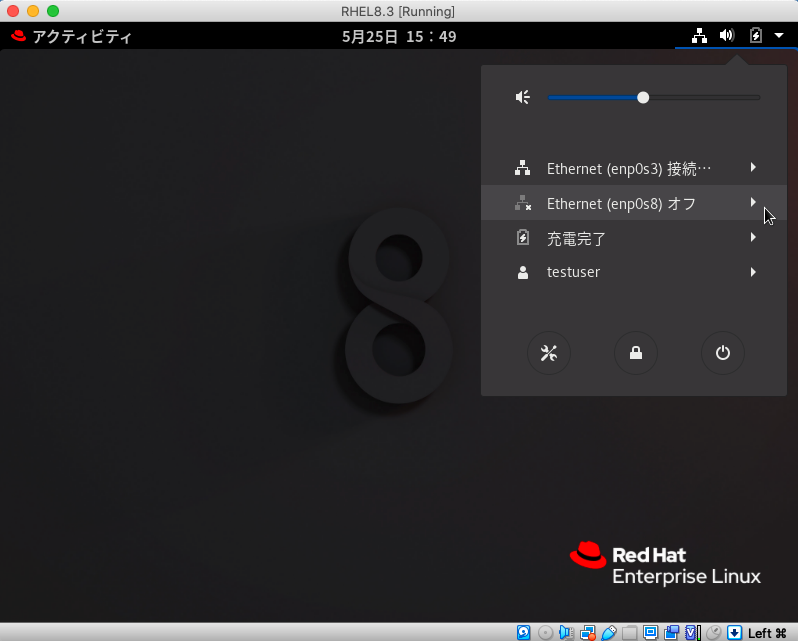 RHEL8.3 [Running]
アクティビティ
5月25日 15：49
Ethernet (enp0s3) 接続…
Ethernet (enp0s8) オフ
充電完了
testuser
8
Red Hat
Enterprise Linux
Left ⌘